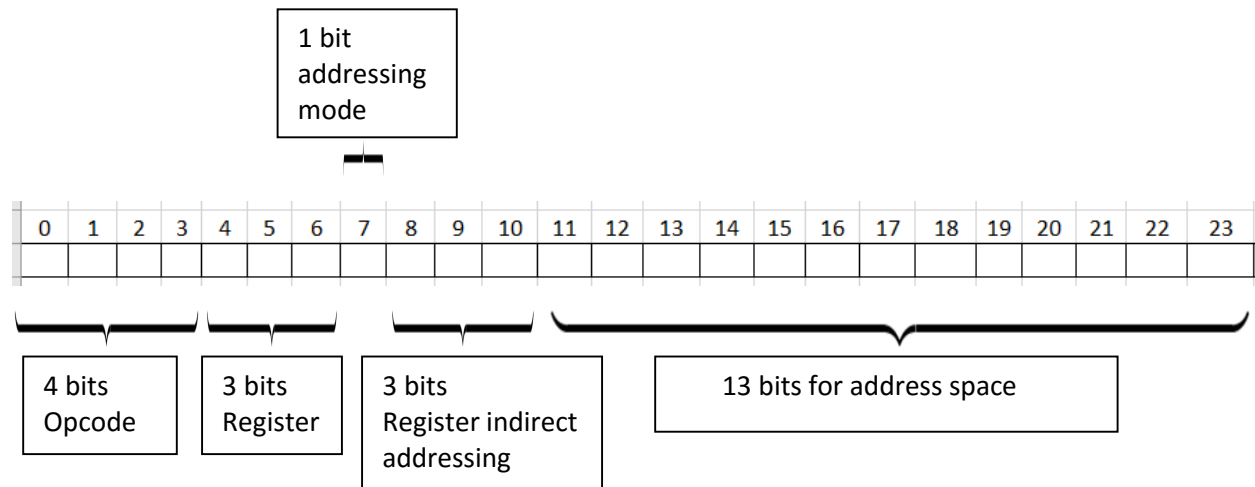 1 bit
addressing
mode
0 1 2 3 4 5 6 7 8 9 10 11 12 13 14 15 16 17 18 19 20 21 22 23
4 bits
Opcode
3 bits
Register
3 bits
Register indirect
addressing
13 bits for address space